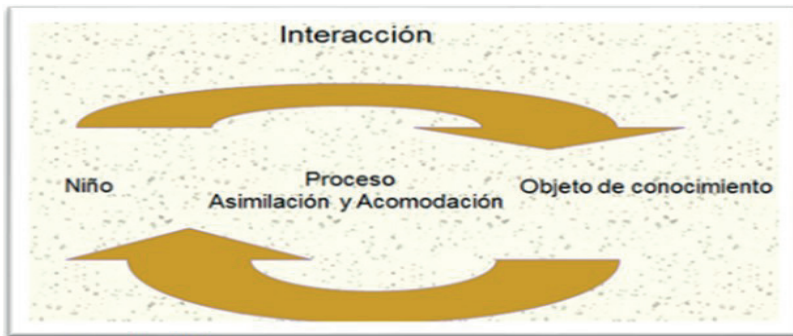 Interacción
Niño
Proceso
Asimilación y Acomodación
Objeto de conocimiento